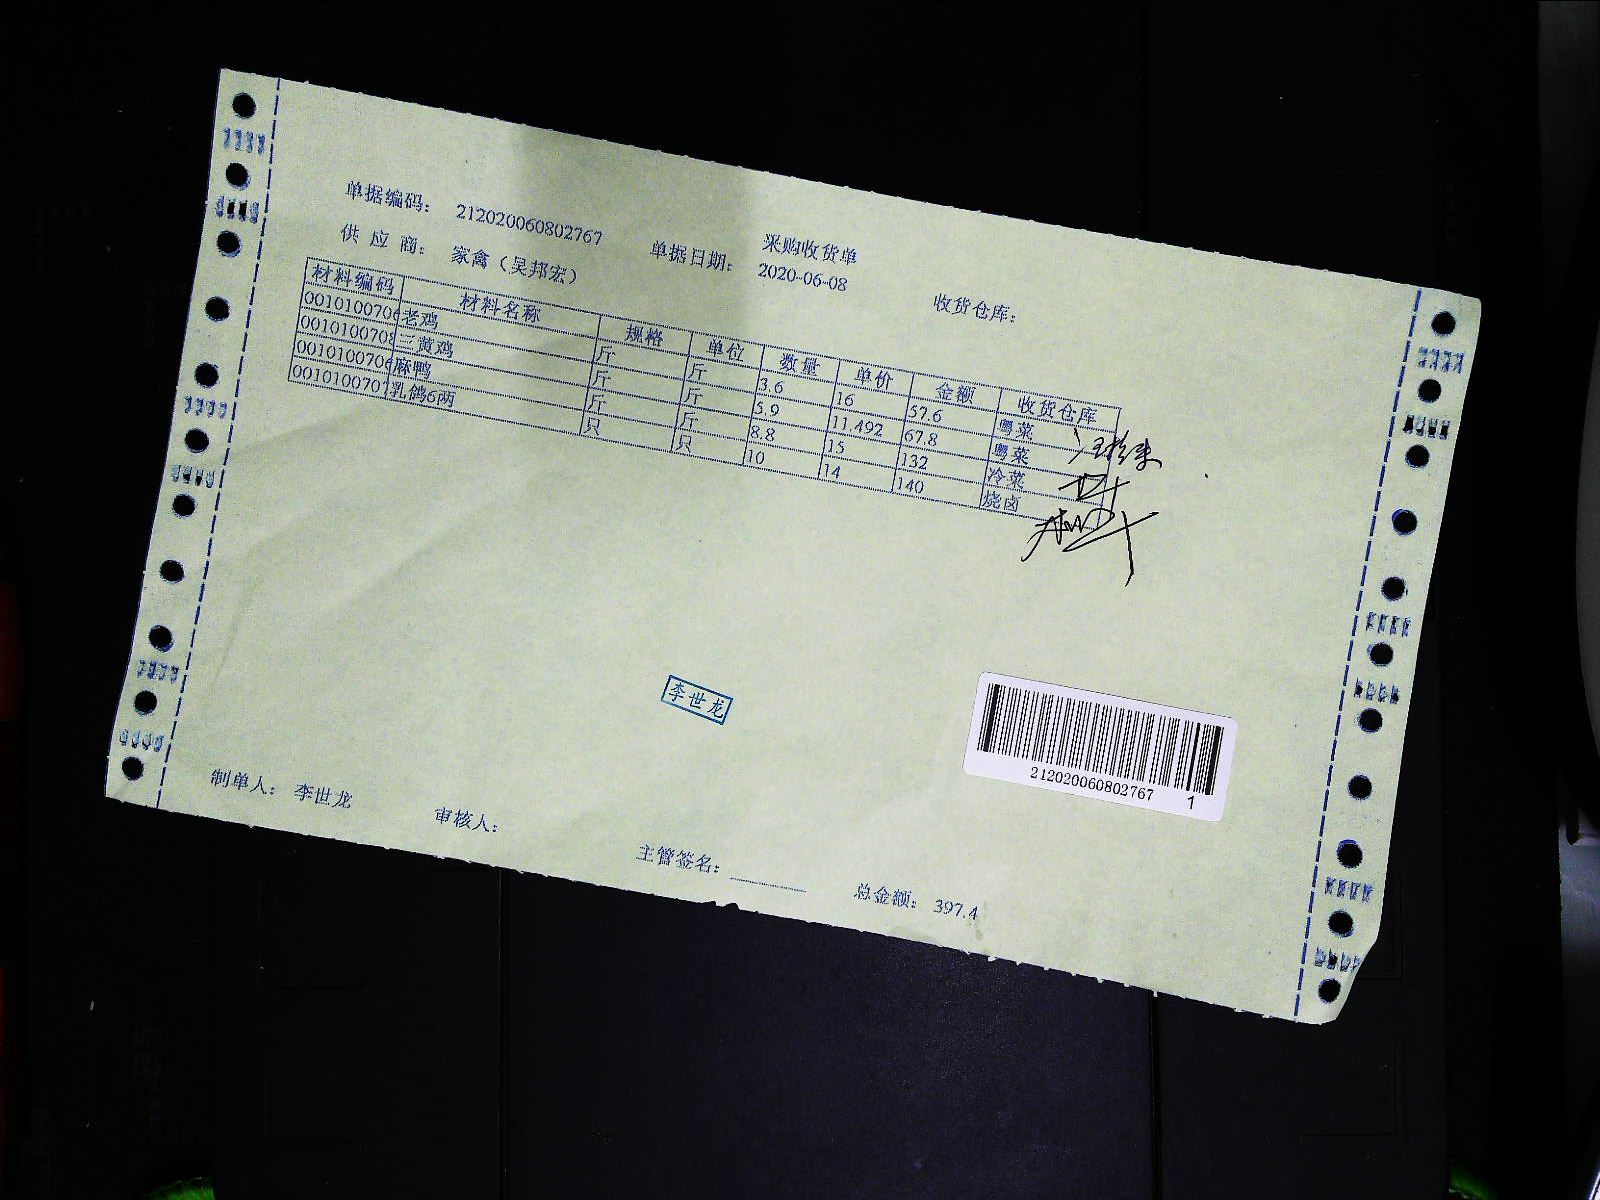 采购收货单
单据编码： 212020060802767 单据日期： 2020-06-08 收货仓库：
供 应 商： 家禽（吴邦宏）
材料编码 材料名称 规格 单位 数量 单价 金额 收货仓库
0010100706 老鸡 斤 斤 3.6 16 57.6 粤菜
0010100708 三黄鸡 斤 斤 5.9 11.492 67.8 粤菜
0010100706 麻鸭 斤 斤 8.8 15 132 冷菜
0010100707 乳鸽6两 只 只 10 14 140 烧卤
李世龙
212020060802767 1
制单人： 李世龙 审核人： 主管签名： 总金额： 397.4